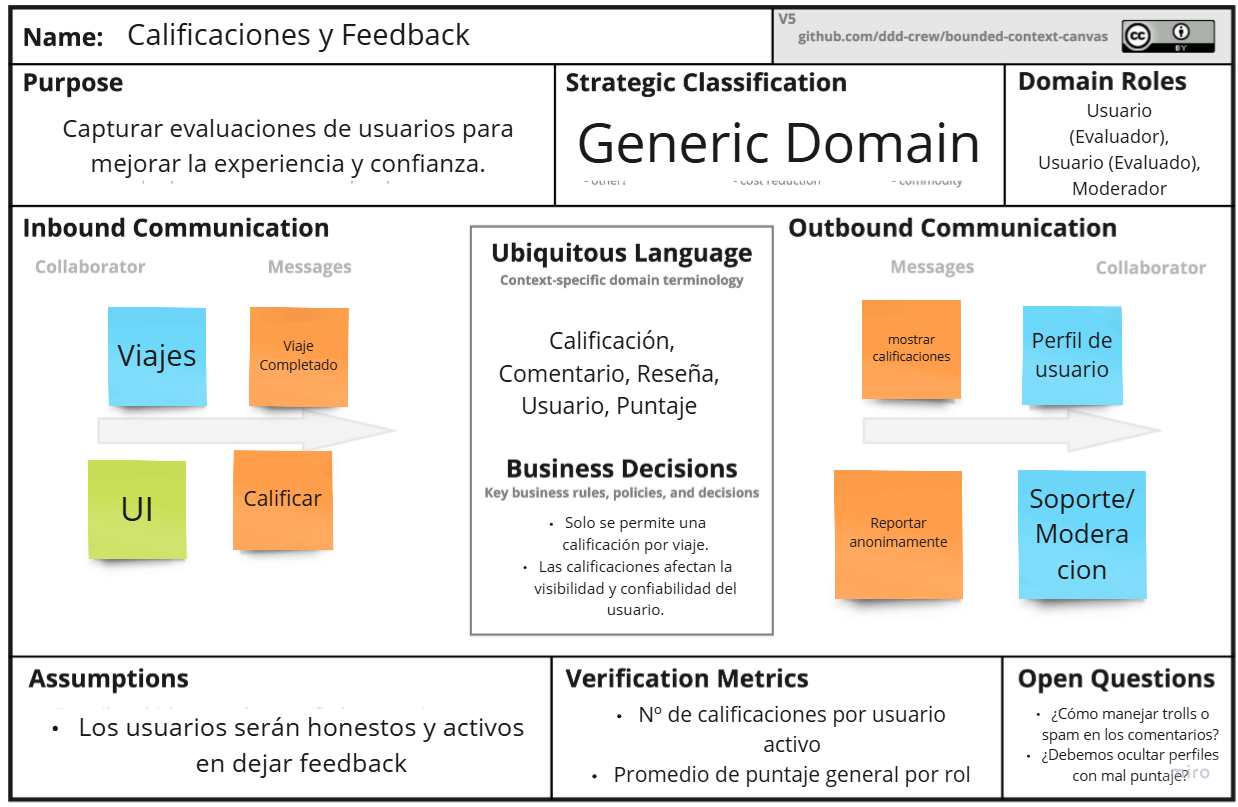 Name: Calificaciones y Feedback
V5
github.com/ddd-crew/bounded-context-canvas
cc
BY
Purpose
Capturar evaluaciones de usuarios para
mejorar la experiencia y confianza.
Strategic Classification
Generic Domain
Domain Roles
Usuario
(Evaluador),
Usuario (Evaluado),
Moderador
Inbound Communication
Collaborator
Messages
Viajes
Viaje
Completado
UI
Calificar
Ubiquitous Language
Context-specific domain terminology
Calificación,
Comentario, Reseña,
Usuario, Puntaje
Business Decisions
Key business rules, policies, and decisions
• Solo se permite una
calificación por viaje.
• Las calificaciones afectan la
visibilidad y confiabilidad del
usuario.
Outbound Communication
Messages
Collaborator
mostrar
calificaciones
Perfil de
usuario
Reportar
anonimamente
Soporte/
Modera
cion
Assumptions
• Los usuarios serán honestos y activos
en dejar feedback
Verification Metrics
• Nº de calificaciones por usuario
activo
• Promedio de puntaje general por rol
Open Questions
• ¿Cómo manejar trolls o
spam en los comentarios?
• ¿Debemos ocultar perfiles
con mal puntaje?
miro